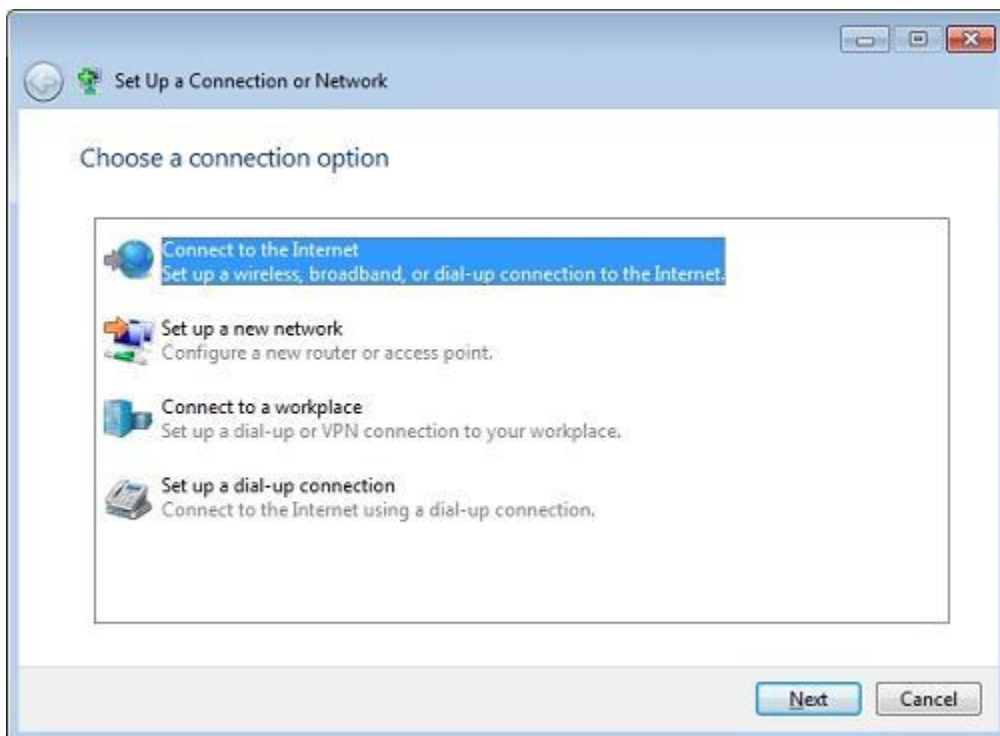 Set Up a Connection or Network
Choose a connection option
Connect to the Internet
Set up a wireless, broadband, or dial-up connection to the Internet.
Set up a new network
Configure a new router or access point.
Connect to a workplace
Set up a dial-up or VPN connection to your workplace.
Set up a dial-up connection
Connect to the Internet using a dial-up connection.
Next
Cancel